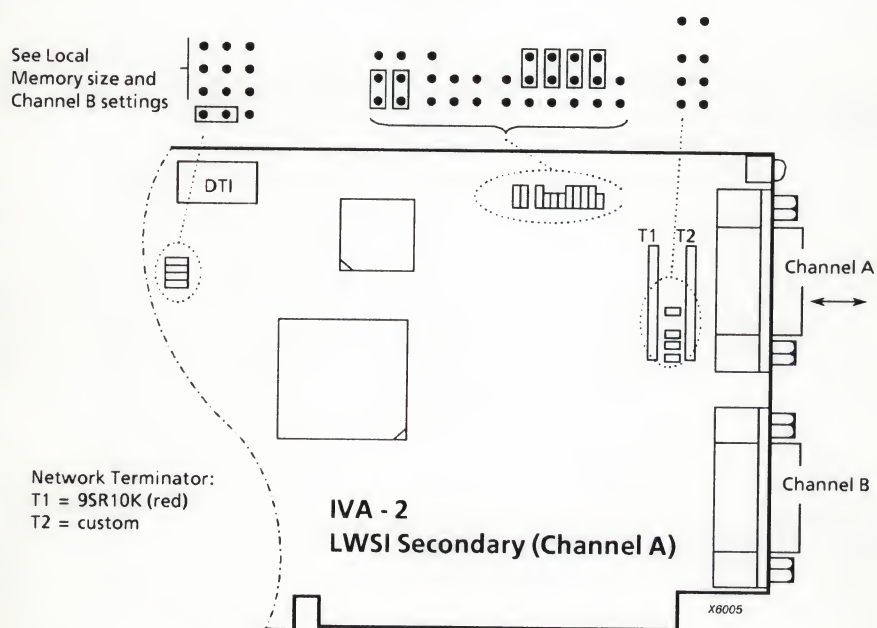 See Local
Memory size and
Channel B settings
DTI
T1 T2
Channel A
Network Terminator:
T1 = 9SR10K (red)
T2 = custom
IVA - 2
LWSI Secondary (Channel A)
Channel B
X6005